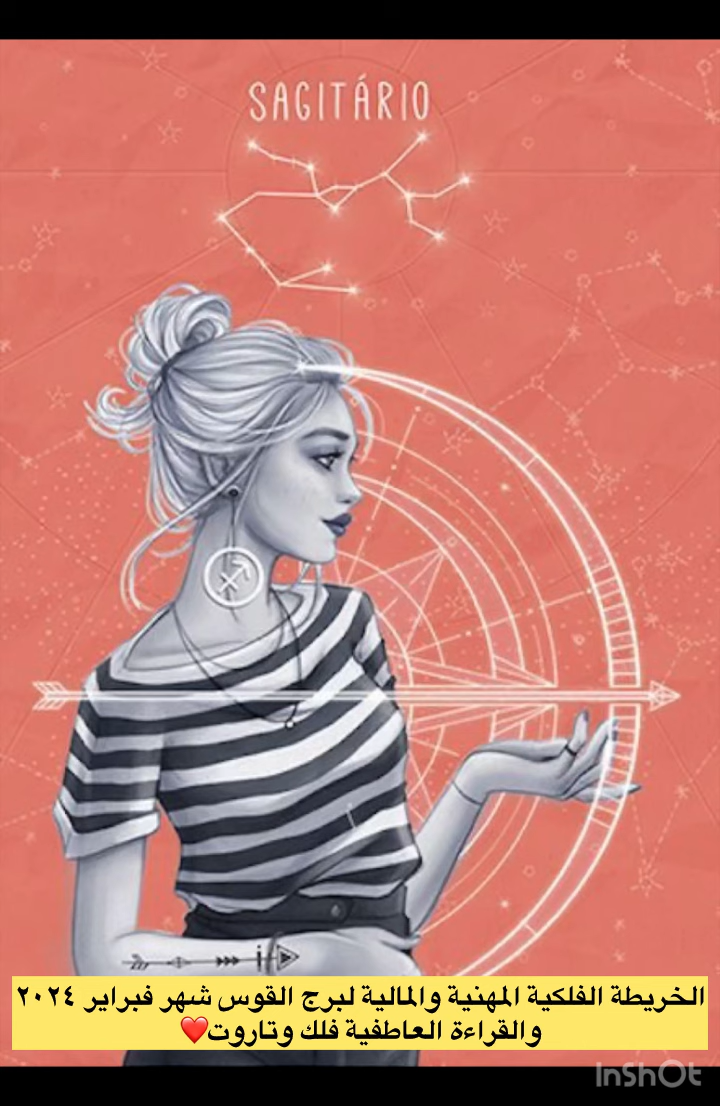 SAGITÁRIO
الخريطة الفلكية المهنية والمالية لبرج القوس شهر فبراير ٢٠٢٤
والقراءة العاطفية فلك وتاروت❤️
InShOt